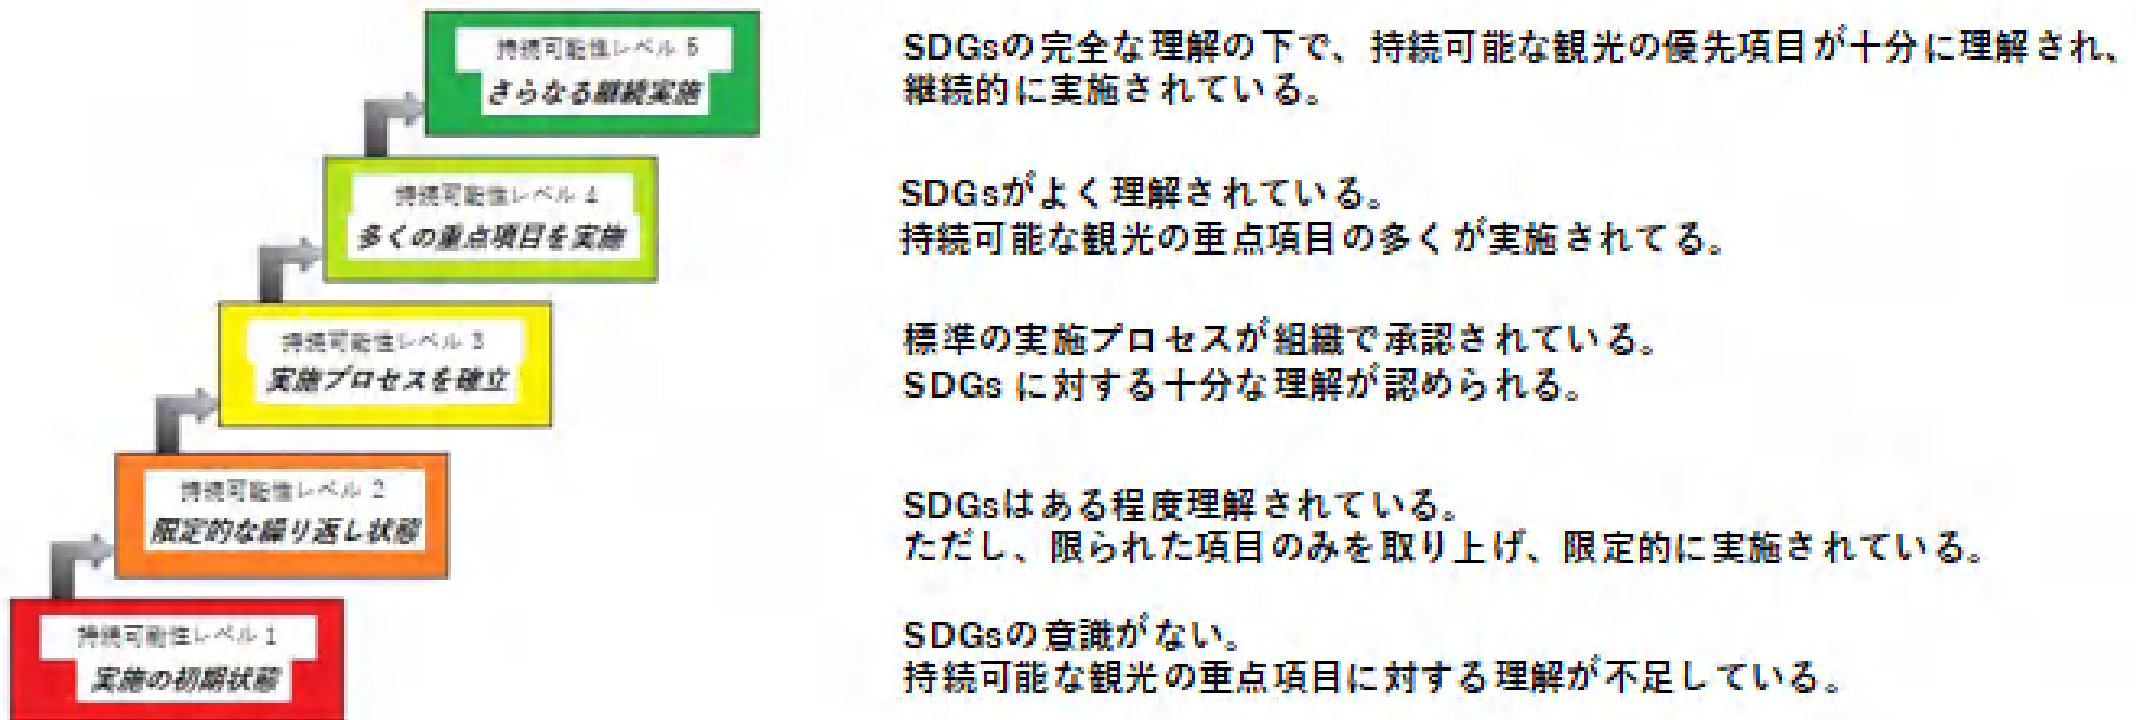 持続可能性レベル 5
さらなる継続実施
SDGsの完全な理解の下で、持続可能な観光の優先項目が十分に理解され、
継続的に実施されている。
持続可能性レベル 4
多くの重点項目を実施
SDGsがよく理解されている。
持続可能な観光の重点項目の多くが実施されてる。
持続可能性レベル 3
実施プロセスを確立
標準の実施プロセスが組織で承認されている。
SDGs に対する十分な理解が認められる。
持続可能性レベル 2
限定的な繰り返し状態
SDGsはある程度理解されている。
ただし、限られた項目のみを取り上げ、限定的に実施されている。
持続可能性レベル 1
実施の初期状態
SDGsの意識がない。
持続可能な観光の重点項目に対する理解が不足している。